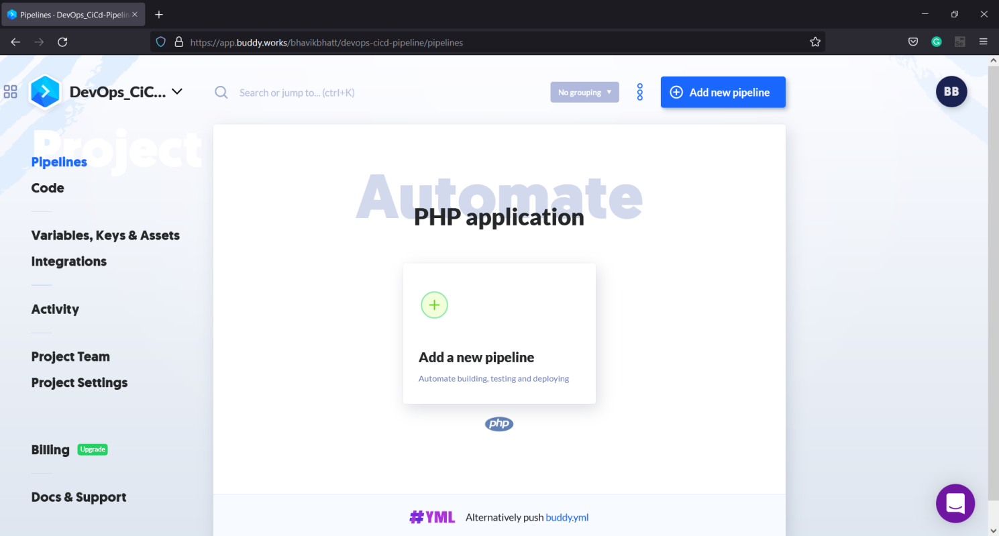 Pipelines · DevOps_CiCd-Pipelin
https://app.buddy.works/bhavikbhatt/devops-cicd-pipeline/pipelines
DevOps_CiC...
Search or jump to... (ctrl+K)
No grouping
Add new pipeline
BB
Project
Pipelines
Code
Variables, Keys & Assets
Integrations
Activity
Project Team
Project Settings
Billing Upgrade
Docs & Support
Automate
PHP application
Add a new pipeline
Automate building, testing and deploying
php
#YML Alternatively push buddy.yml